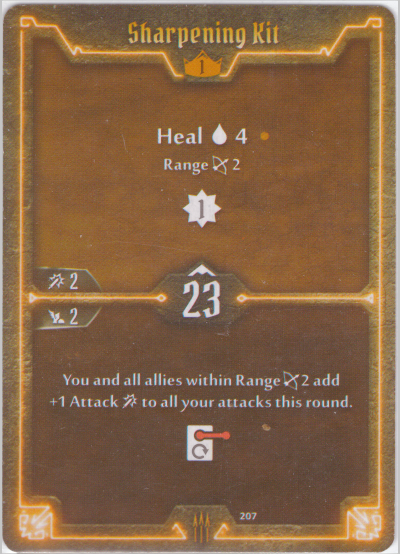 Sharpening Kit
1
Heal 4
Range 2
1
2
23
2
You and all allies within Range 2 add
+1 Attack to all your attacks this round.
207